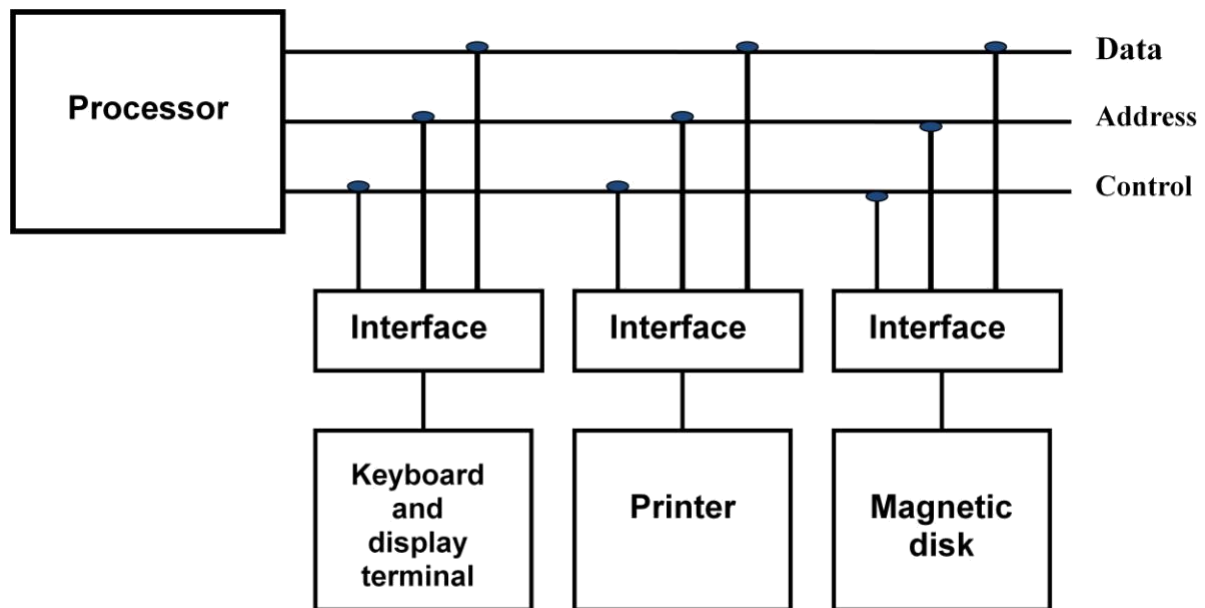 Data
Processor
Address
Control
Interface
Interface
Interface
Keyboard
and
display
terminal
Printer
Magnetic
disk